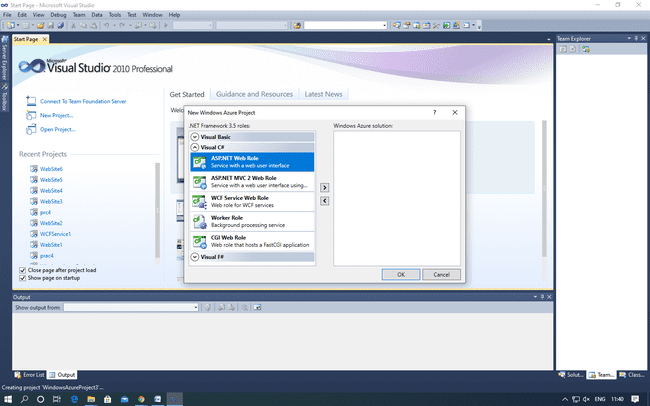 Start Page - Microsoft Visual Studio
File Edit View Debug Team Data Tools Test Window Help
Start Page
Team Explorer
Server Explorer
Toolbox
Microsoft
Visual Studio 2010 Professional
Connect To Team Foundation Server
New Project...
Open Project...
Recent Projects
WebSite6
WebSite5
WebSite4
WebSite3
prc4
WebSite2
WCFService1
WebSite1
prac4
Close page after project load
Show page on startup
Get Started Guidance and Resources Latest News
New Windows Azure Project
.NET Framework 3.5 roles:
Windows Azure solution:
Visual Basic
Visual C#
ASP.NET Web Role
Service with a web user interface
ASP.NET MVC 2 Web Role
Service with a web user interface using...
WCF Service Web Role
Web role for WCF services
Worker Role
Background processing service
CGI Web Role
Web role that hosts a FastCGI application
Visual F#
OK Cancel
Output
Show output from:
Error List Output
Solut... Team... Class...
Creating project 'WindowsAzureProject3'...
ENG 11:40